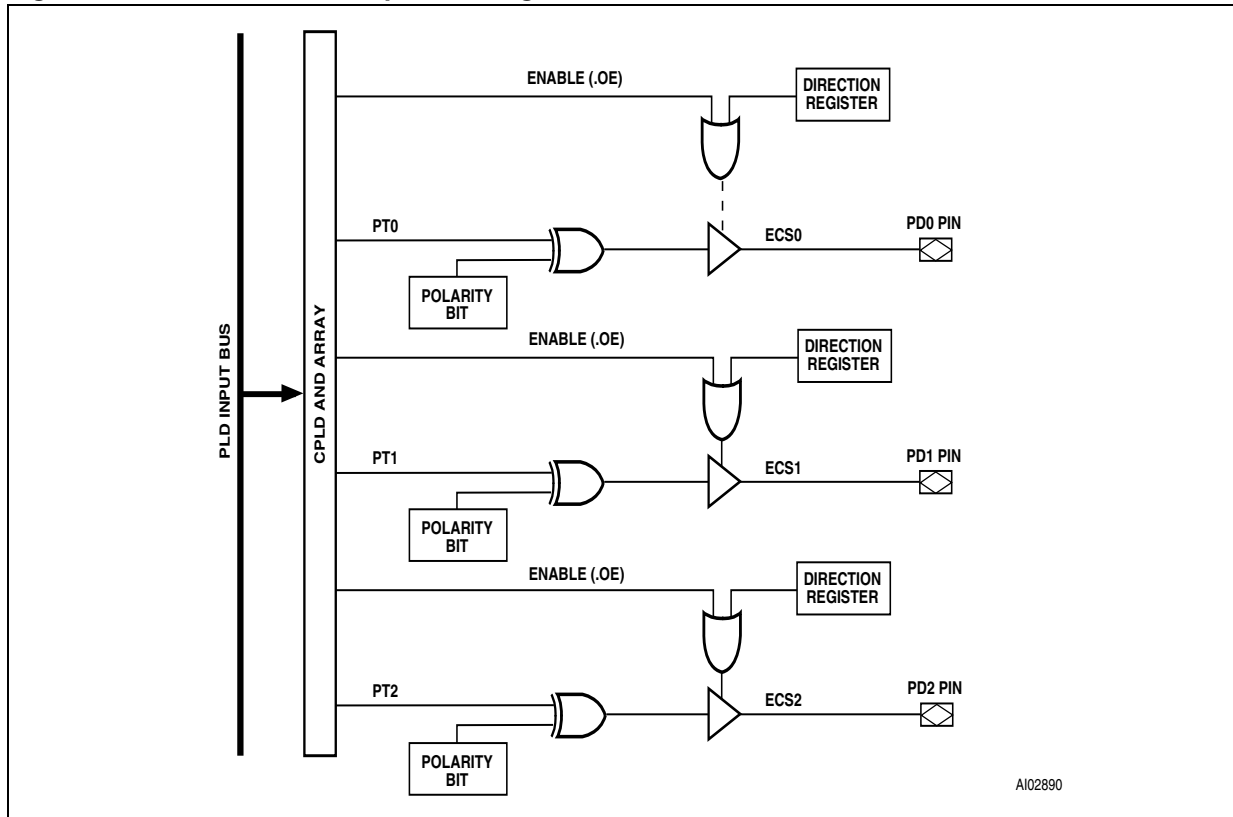 ENABLE (.OE)
DIRECTION
REGISTER
PT0
ECS0
PD0 PIN
POLARITY
BIT
ENABLE (.OE)
DIRECTION
REGISTER
PLD INPUT BUS
CPLD AND ARRAY
PT1
ECS1
PD1 PIN
POLARITY
BIT
ENABLE (.OE)
DIRECTION
REGISTER
PT2
ECS2
PD2 PIN
POLARITY
BIT
AI02890